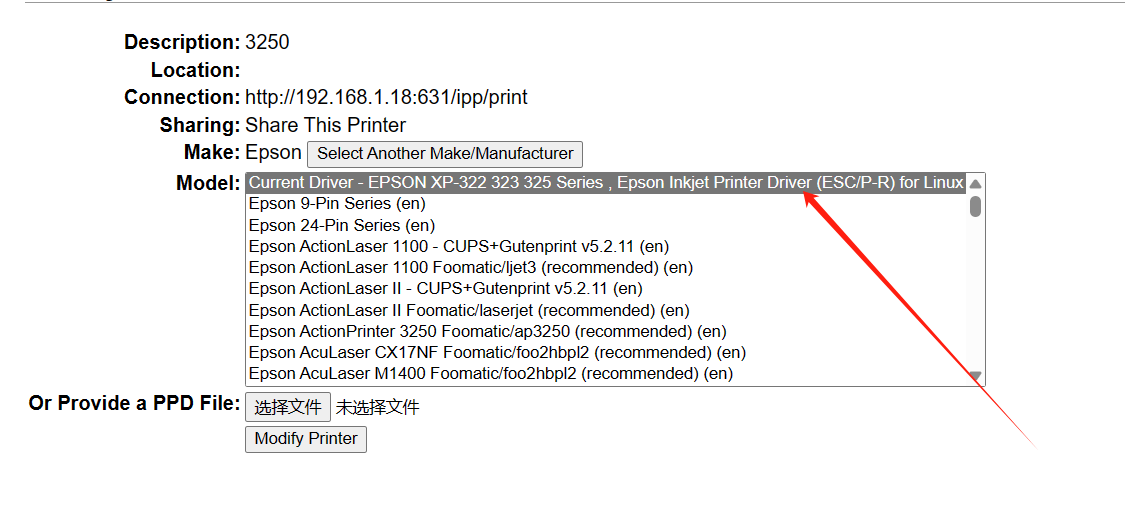 Description: 3250
Location:
Connection: http://192.168.1.18:631/ipp/print
Sharing: Share This Printer
Make: Epson Select Another Make/Manufacturer
Model: Current Driver - EPSON XP-322 323 325 Series , Epson Inkjet Printer Driver (ESC/P-R) for Linux
Epson 9-Pin Series (en)
Epson 24-Pin Series (en)
Epson ActionLaser 1100 - CUPS+Gutenprint v5.2.11 (en)
Epson ActionLaser 1100 Foomatic/ljet3 (recommended) (en)
Epson ActionLaser II - CUPS+Gutenprint v5.2.11 (en)
Epson ActionLaser II Foomatic/laserjet (recommended) (en)
Epson ActionPrinter 3250 Foomatic/ap3250 (recommended) (en)
Epson AcuLaser CX17NF Foomatic/foo2hbpl2 (recommended) (en)
Epson AcuLaser M1400 Foomatic/foo2hbpl2 (recommended) (en)
Or Provide a PPD File: 选择文件 未选择文件
Modify Printer